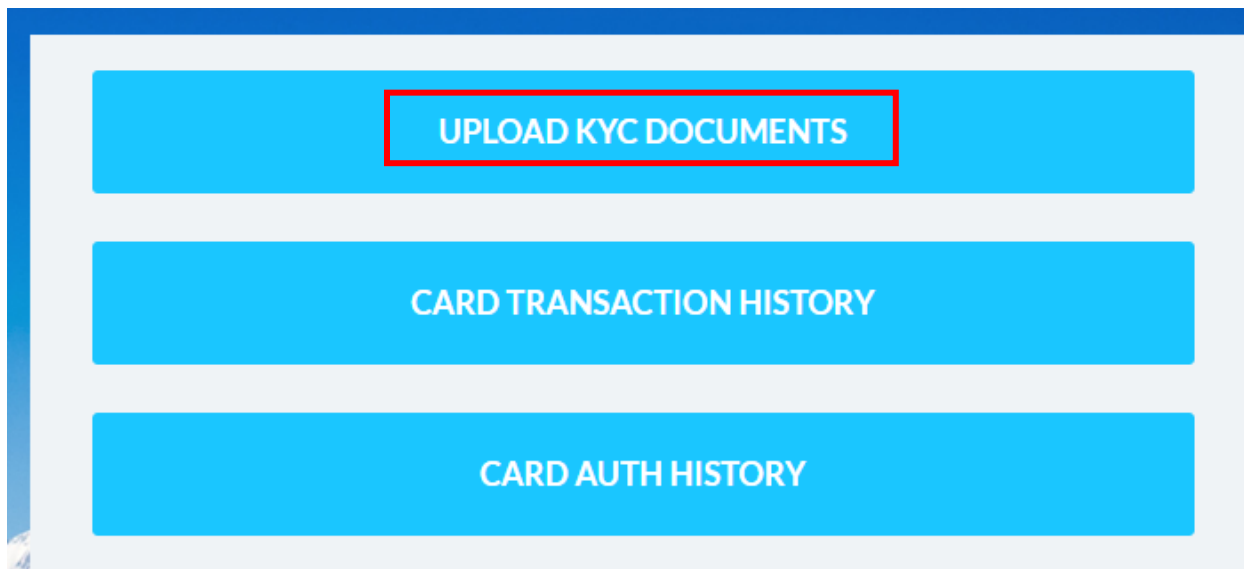 UPLOAD KYC DOCUMENTS
CARD TRANSACTION HISTORY
CARD AUTH HISTORY